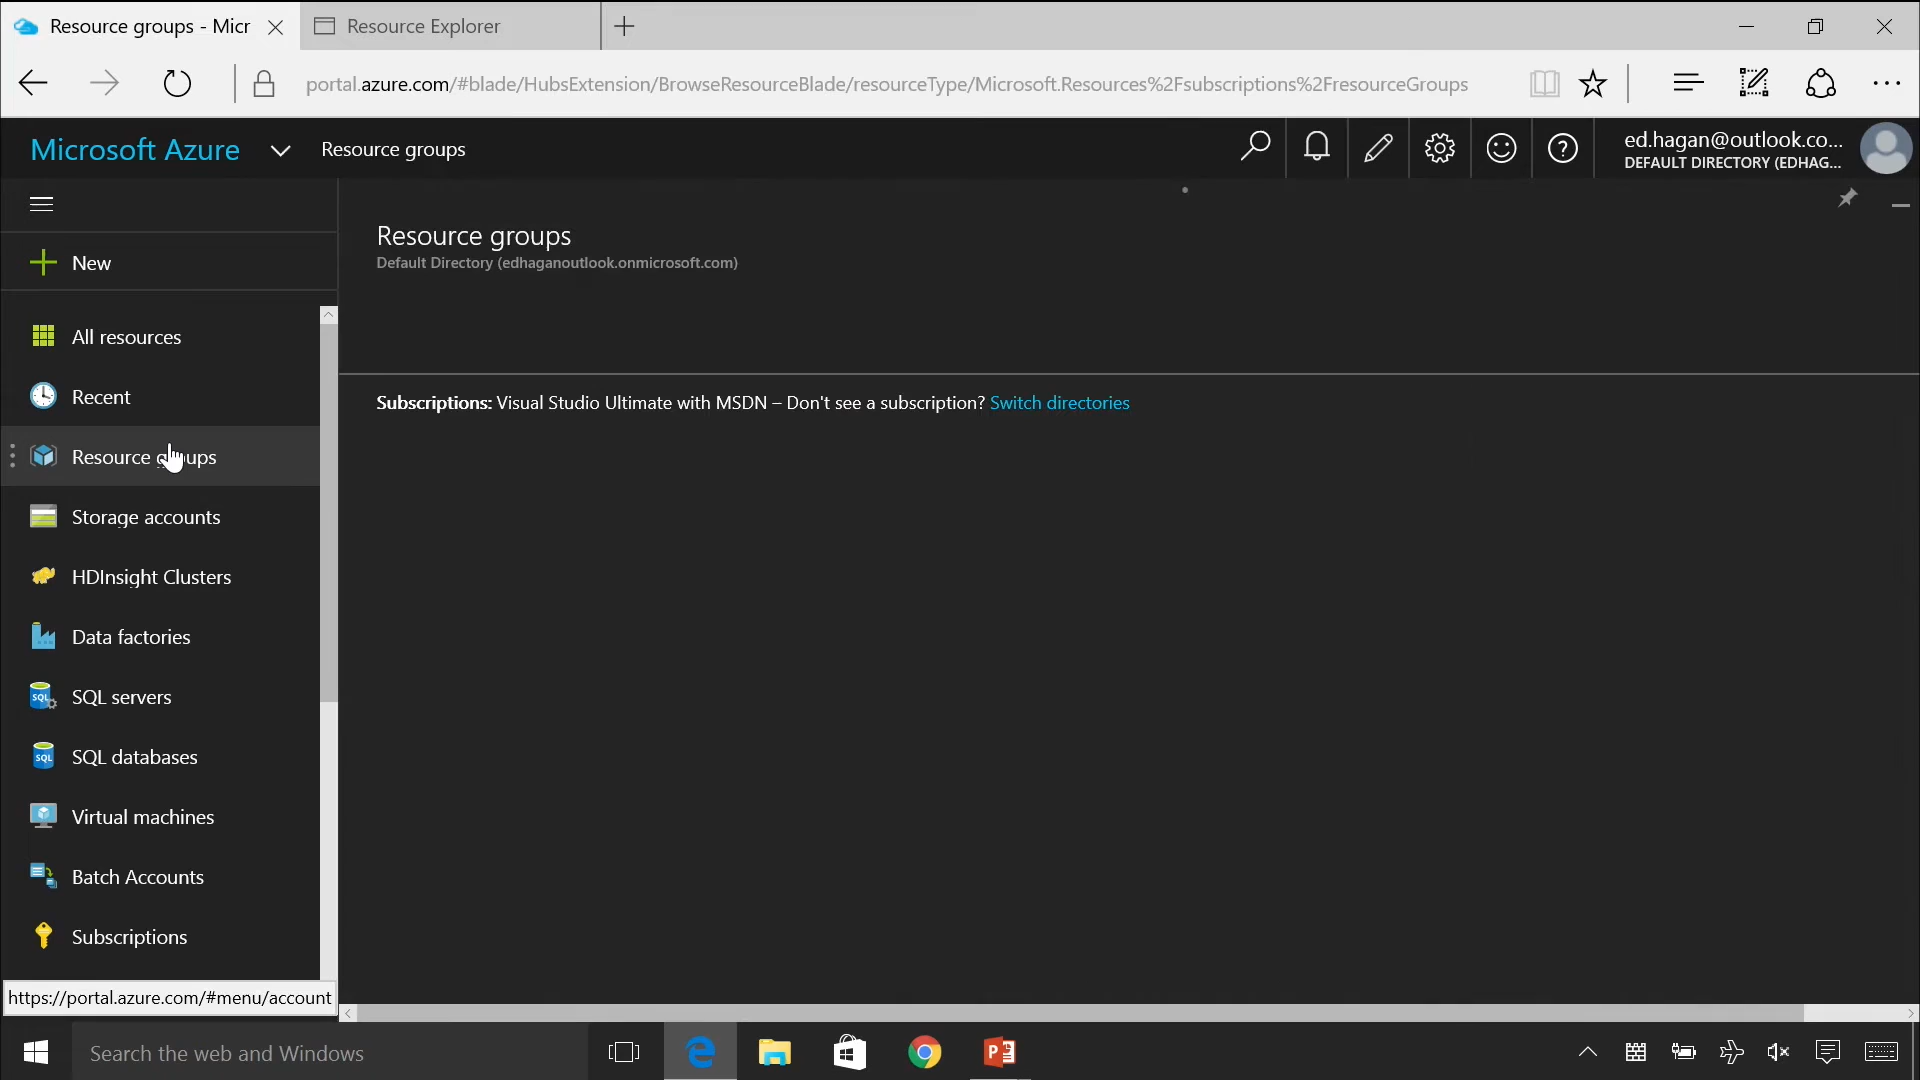 Resource groups - Micr
Resource Explorer
portal.azure.com/#blade/HubsExtension/BrowseResourceBlade/resourceType/Microsoft.Resources%2Fsubscriptions%2FresourceGroups
Microsoft Azure
Resource groups
ed.hagan@outlook.co...
DEFAULT DIRECTORY (EDHAG...
Resource groups
Default Directory (edhaganoutlook.onmicrosoft.com)
New
All resources
Recent
Resource groups
Storage accounts
HDInsight Clusters
Data factories
SQL servers
SQL databases
Virtual machines
Batch Accounts
Subscriptions
Subscriptions: Visual Studio Ultimate with MSDN – Don't see a subscription? Switch directories
https://portal.azure.com/#menu/account
Search the web and Windows